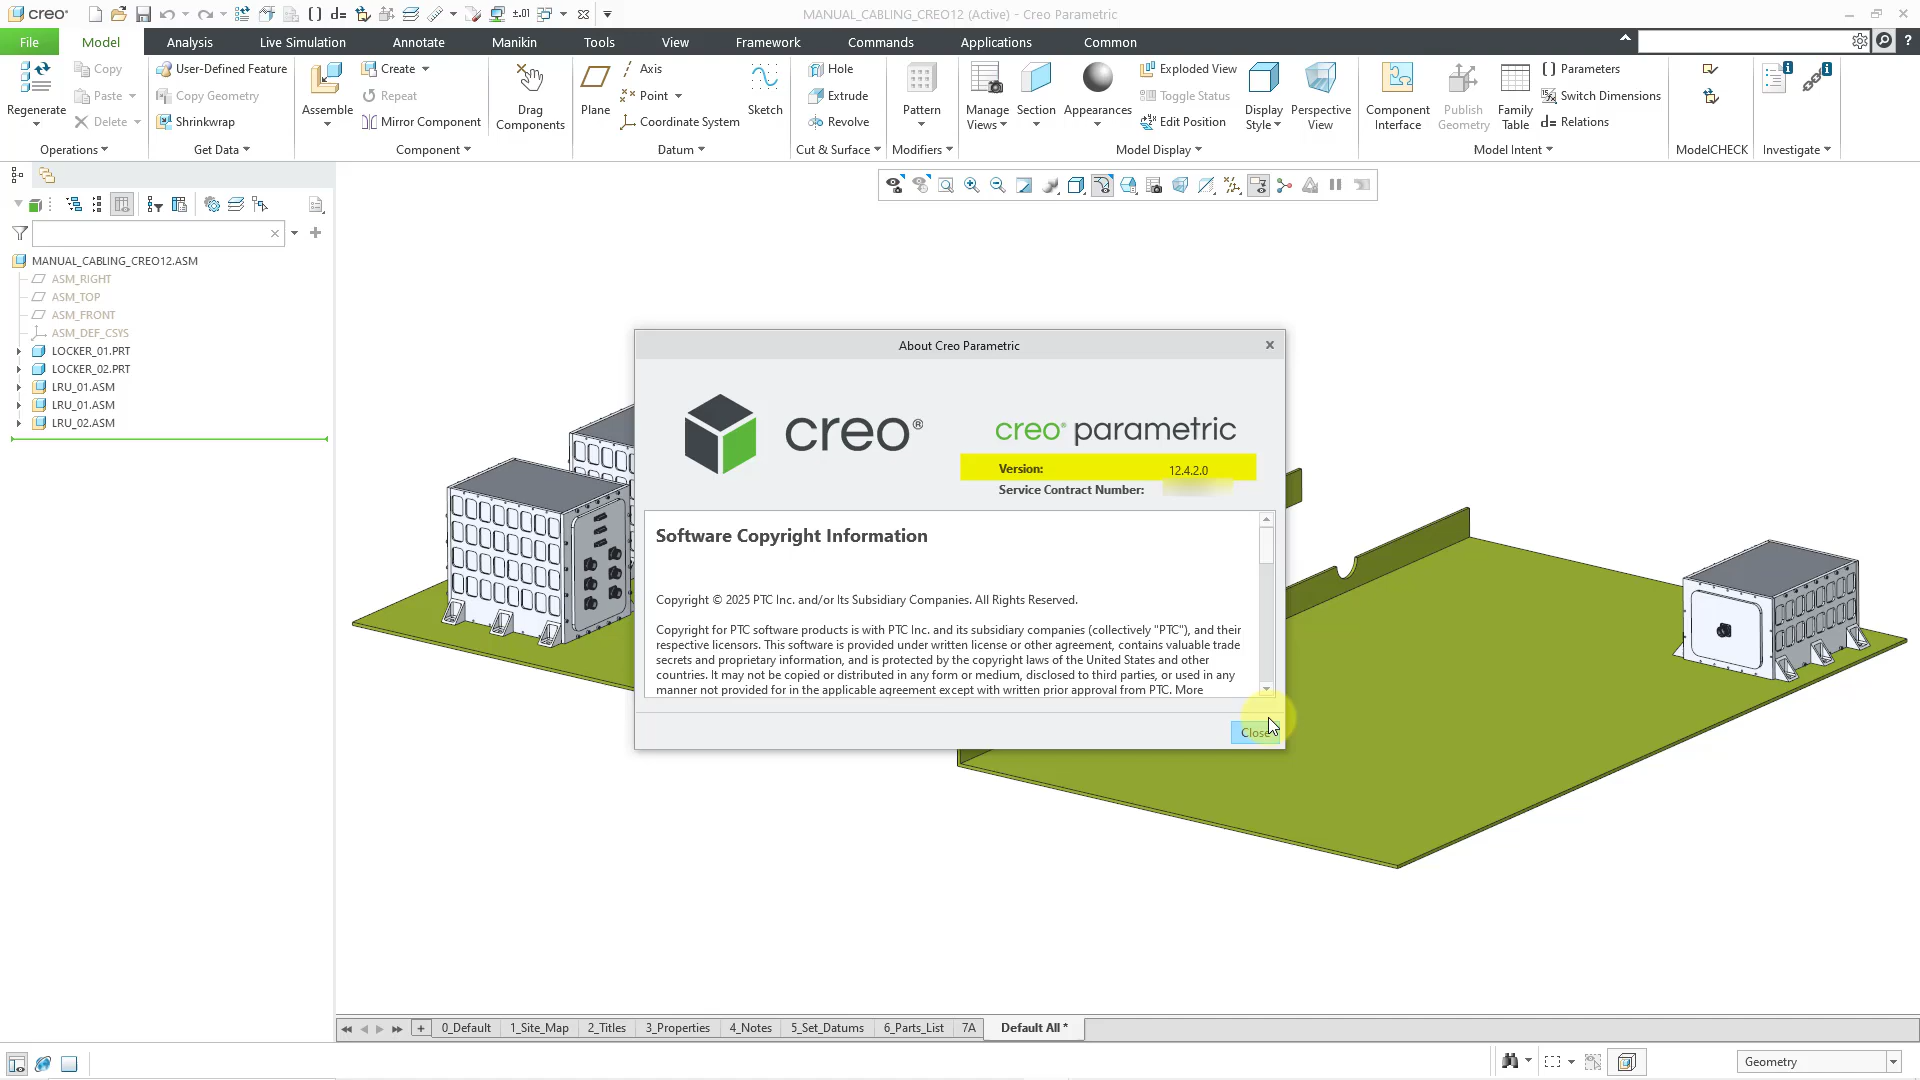 creo®
MANUAL_CABLING_CREO12 (Active) - Creo Parametric
File
Model
Analysis
Live Simulation
Annotate
Manikin
Tools
View
Framework
Commands
Applications
Common
Regenerate
Copy
Paste
Delete
Operations
User-Defined Feature
Copy Geometry
Shrinkwrap
Get Data
Assemble
Create
Repeat
Mirror Component
Component
Drag
Components
Plane
Axis
Point
Coordinate System
Sketch
Datum
Hole
Extrude
Revolve
Cut & Surface
Pattern
Modifiers
Manage
Views
Section
Appearances
Exploded View
Toggle Status
Edit Position
Display
Style
Perspective
View
Model Display
Component
Interface
Publish
Geometry
Family
Table
Parameters
Switch Dimensions
d= Relations
Model Intent
ModelCHECK
Investigate
MANUAL_CABLING_CREO12.ASM
ASM_RIGHT
ASM_TOP
ASM_FRONT
ASM_DEF_CSYS
LOCKER_01.PRT
LOCKER_02.PRT
LRU_01.ASM
LRU_01.ASM
LRU_02.ASM
About Creo Parametric
creo®
creo® parametric
Version: 12.4.2.0
Service Contract Number:
Software Copyright Information
Copyright © 2025 PTC Inc. and/or Its Subsidiary Companies. All Rights Reserved.
Copyright for PTC software products is with PTC Inc. and its subsidiary companies (collectively "PTC"), and their
respective licensors. This software is provided under written license or other agreement, contains valuable trade
secrets and proprietary information, and is protected by the copyright laws of the United States and other
countries. It may not be copied or distributed in any form or medium, disclosed to third parties, or used in any
manner not provided for in the applicable agreement except with written prior approval from PTC. More
Close
0_Default
1_Site_Map
2_Titles
3_Properties
4_Notes
5_Set_Datums
6_Parts_List
7A
Default All *
Geometry